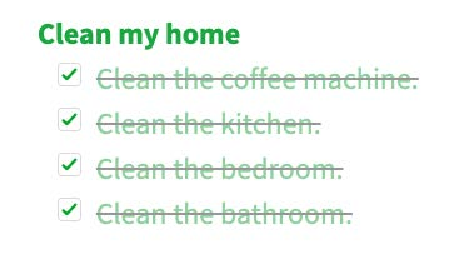 Clean my home
Clean the coffee machine.
Clean the kitchen.
Clean the bedroom.
Clean the bathroom.